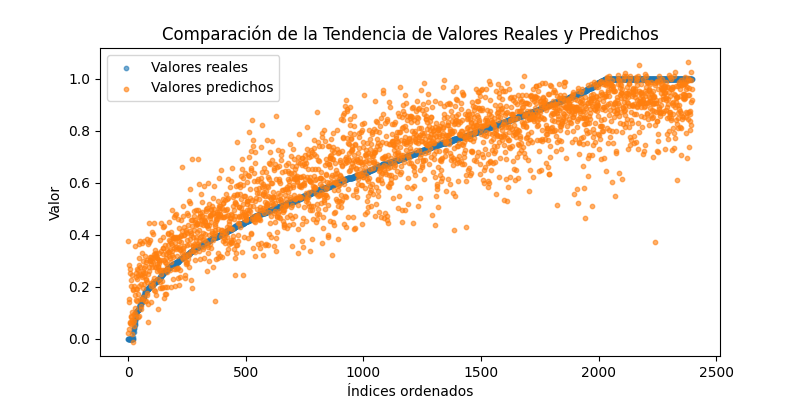 Comparación de la Tendencia de Valores Reales y Predichos
Valores reales
Valores predichos
1.0
0.8
0.6
0.4
0.2
0.0
Valor
0 500 1000 1500 2000 2500
Índices ordenados